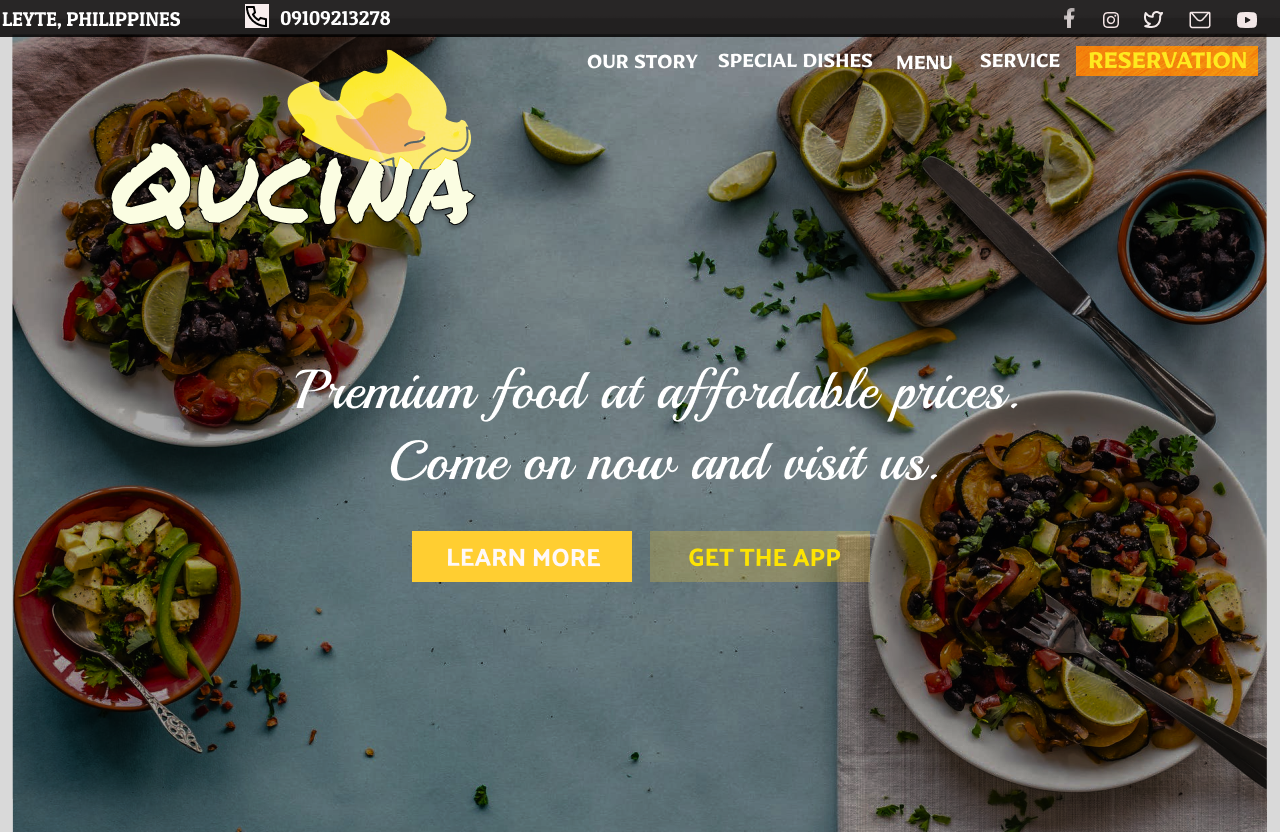 LEYTE, PHILIPPINES
09109213278
OUR STORY
SPECIAL DISHES
MENU
SERVICE
RESERVATION
QUCINA
Premium food at affordable prices.
Come on now and visit us.
LEARN MORE
GET THE APP